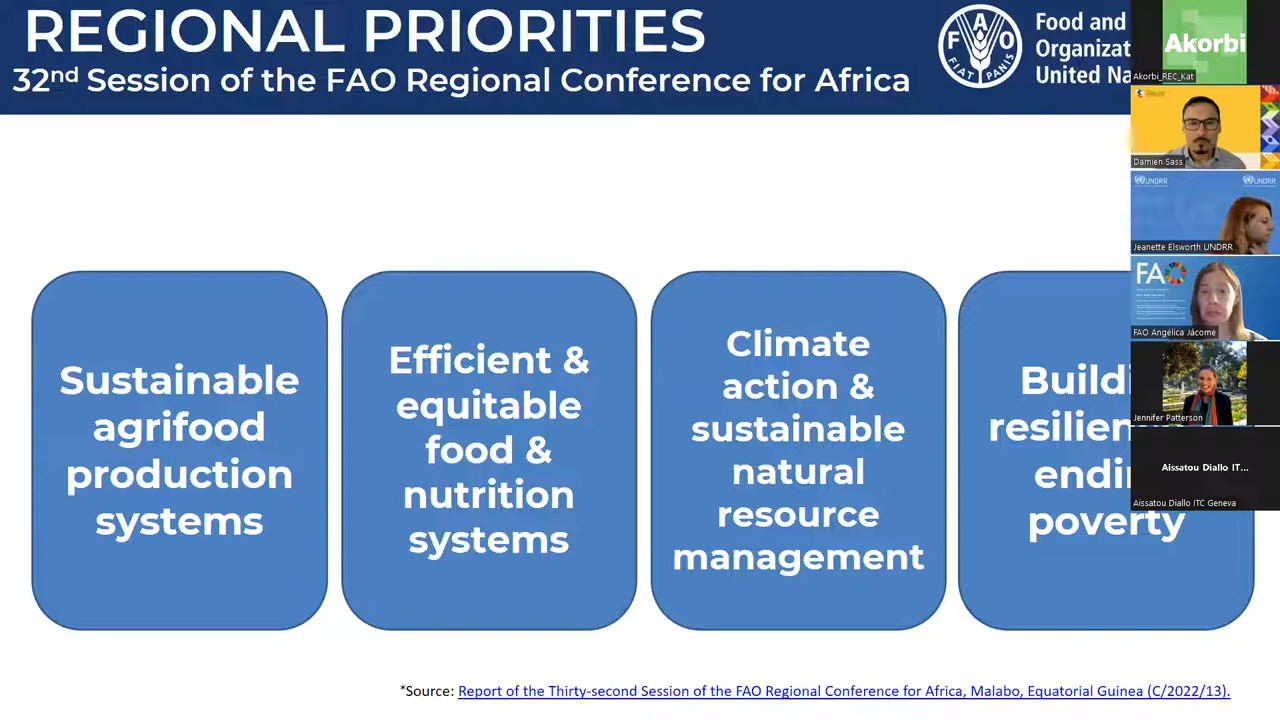 REGIONAL PRIORITIES
32nd Session of the FAO Regional Conference for Africa
F A O
FIAT PANIS
Food and
Organizat
United Na
Akorbi
Akorbi_REC_Kat
Damien Sass
UNDRR
UNDRR
Jeanette Elsworth UNDRR
FAO
FAO Angélica Jácome
Jennifer Patterson
Aissatou Diallo IT...
Aissatou Diallo ITC Geneva
Sustainable
agrifood
production
systems
Efficient &
equitable
food &
nutrition
systems
Climate
action &
sustainable
natural
resource
management
Buildi
resilien
endi
poverty
*Source: Report of the Thirty-second Session of the FAO Regional Conference for Africa, Malabo, Equatorial Guinea (C/2022/13).